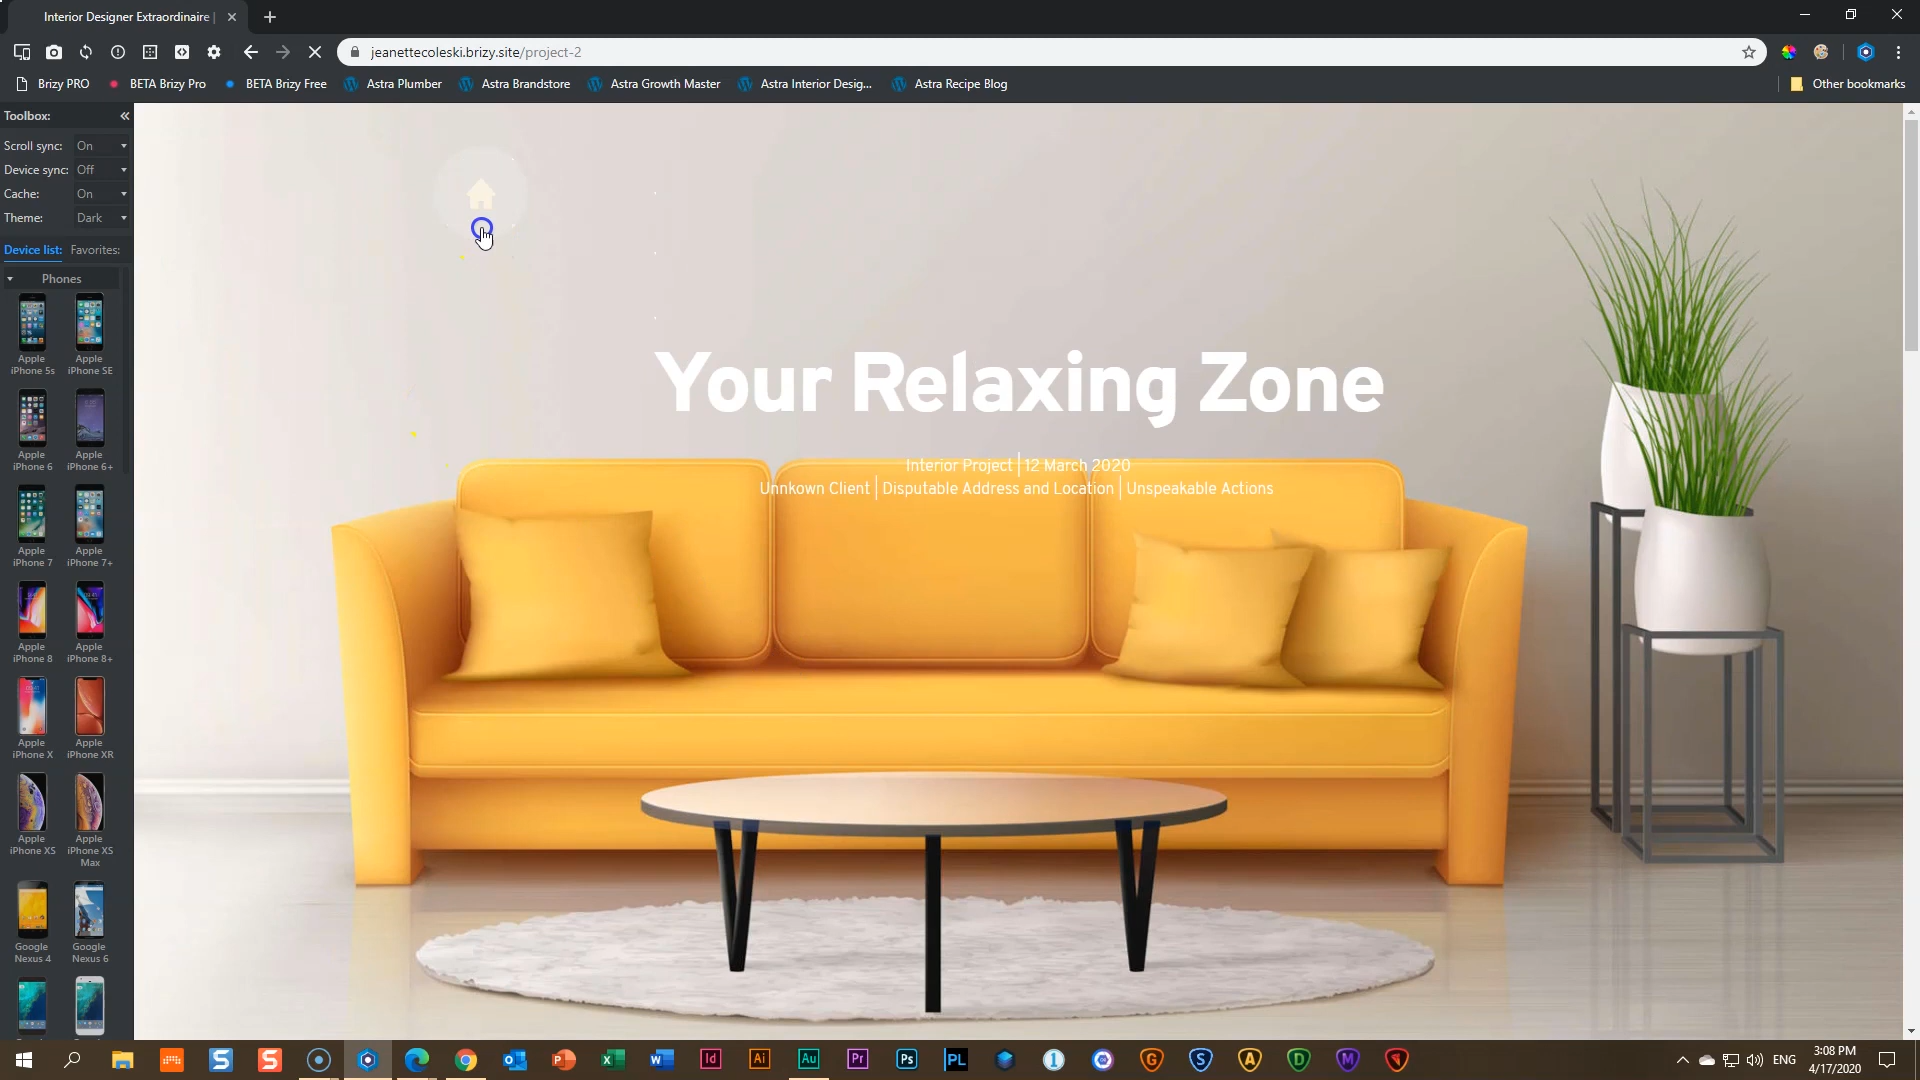 Interior Designer Extraordinaire |
jeanettecoleski.brizy.site/project-2
Brizy PRO
BETA Brizy Pro
BETA Brizy Free
Astra Plumber
Astra Brandstore
Astra Growth Master
Astra Interior Desig...
Astra Recipe Blog
Other bookmarks
Toolbox:
Scroll sync: On
Device sync: Off
Cache: On
Theme: Dark
Device list: Favorites:
Phones
Apple iPhone 5s
Apple iPhone SE
Apple iPhone 6
Apple iPhone 6+
Apple iPhone 7
Apple iPhone 7+
Apple iPhone 8
Apple iPhone 8+
Apple iPhone X
Apple iPhone XR
Apple iPhone XS
Apple iPhone XS Max
Google Nexus 4
Google Nexus 6
Your Relaxing Zone
Interior Project | 12 March 2020
Unnkown Client | Disputable Address and Location | Unspeakable Actions
ENG
3:08 PM
4/17/2020